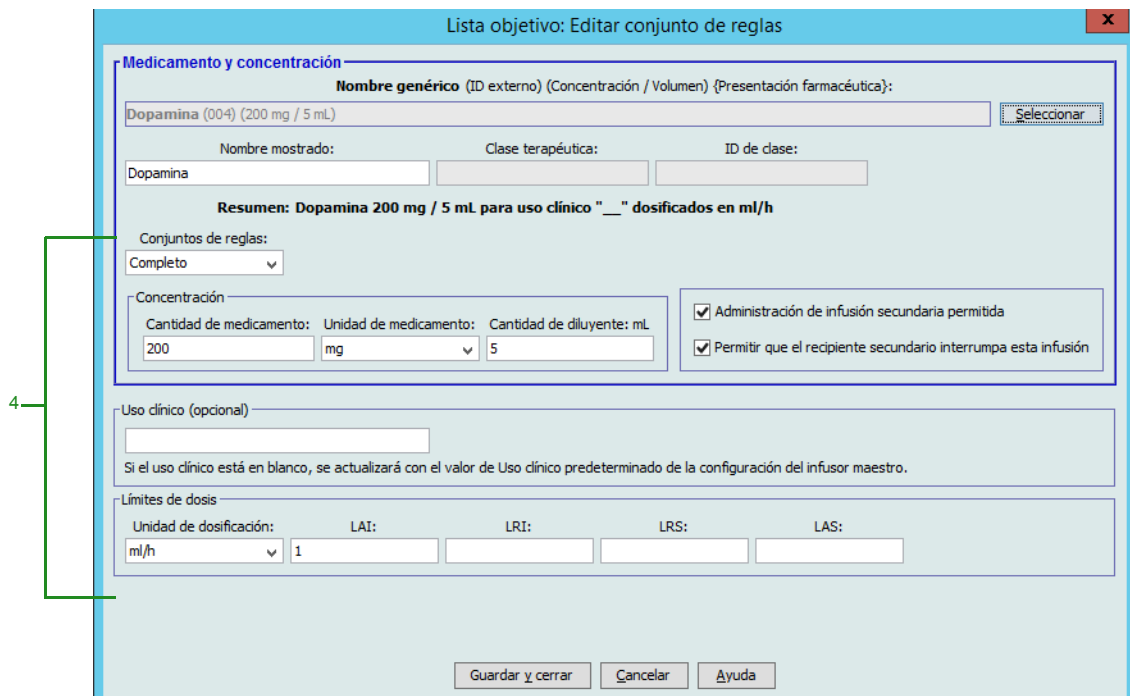 Lista objetivo: Editar conjunto de reglas
x
Medicamento y concentración
Nombre genérico (ID externo) (Concentración / Volumen) {Presentación farmacéutica}:
Dopamina (004) (200 mg / 5 mL)
Seleccionar
Nombre mostrado: Clase terapéutica: ID de clase:
Dopamina
Resumen: Dopamina 200 mg / 5 mL para uso clínico "__" dosificados en ml/h
Conjuntos de reglas:
Completo
Concentración
Cantidad de medicamento: Unidad de medicamento: Cantidad de diluyente: mL
200 mg 5
Administración de infusión secundaria permitida
Permitir que el recipiente secundario interrumpa esta infusión
4
Uso clínico (opcional)
Si el uso clínico está en blanco, se actualizará con el valor de Uso clínico predeterminado de la configuración del infusor maestro.
Límites de dosis
Unidad de dosificación: LAI: LRI: LRS: LAS:
ml/h 1
Guardar y cerrar Cancelar Ayuda